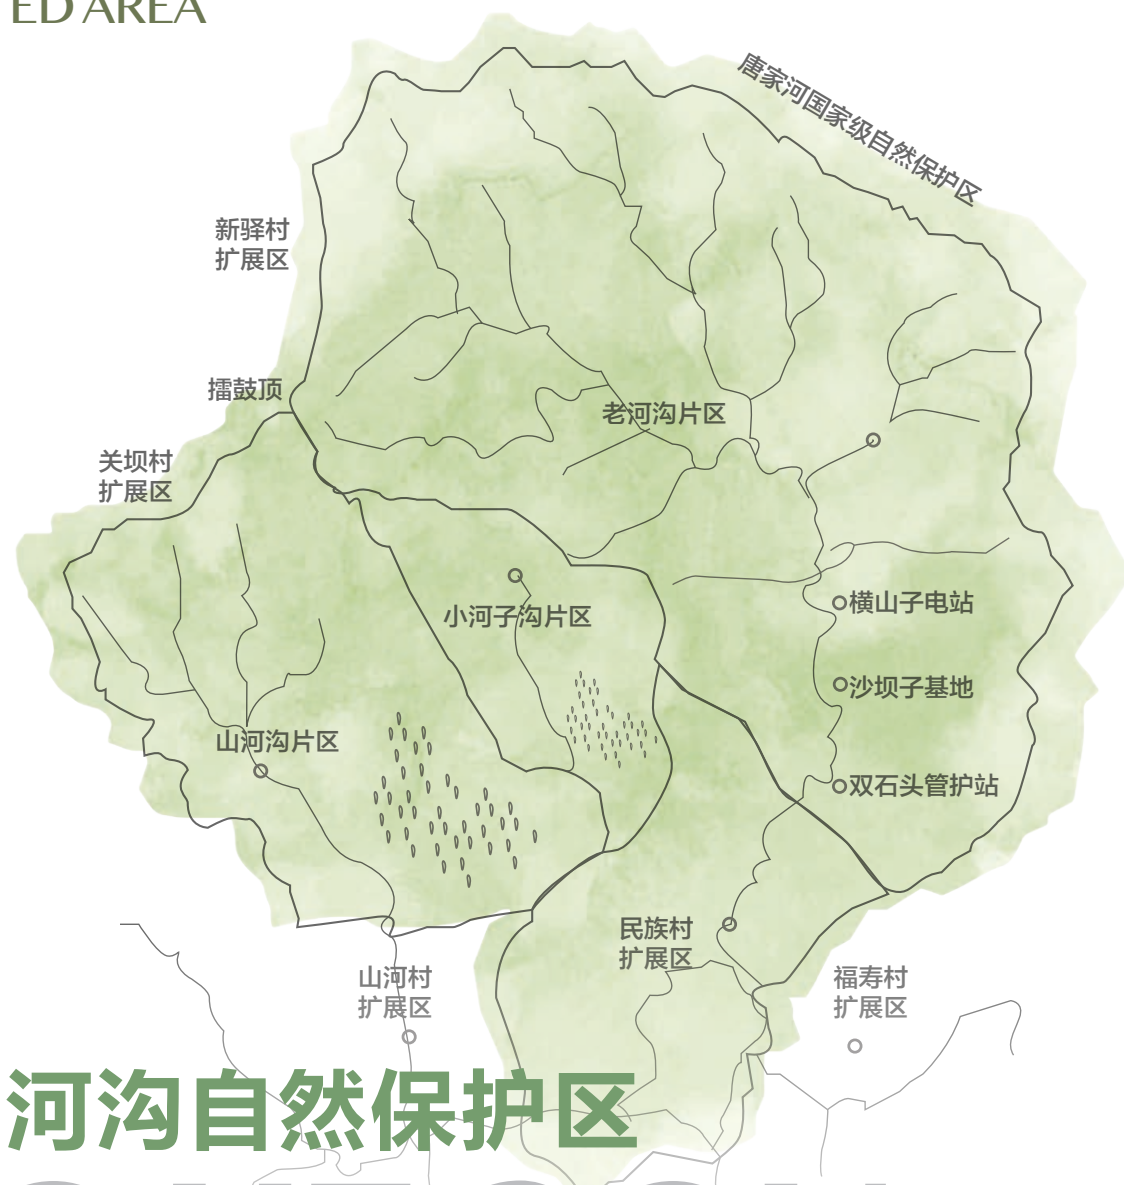 ED AREA
唐家河国家级自然保护区
新驿村
扩展区
擂鼓顶
老河沟片区
关坝村
扩展区
小河子沟片区
横山子电站
沙坝子基地
山河沟片区
双石头管护站
民族村
扩展区
山河村
扩展区
福寿村
扩展区
河沟自然保护区